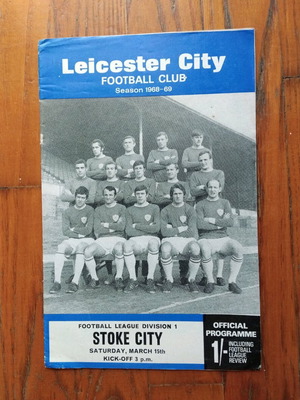 Leicester City
FOOTBALL CLUB
Season 1968-69
FOOTBALL LEAGUE DIVISION 1
STOKE CITY
SATURDAY, MARCH 15th
KICK-OFF 3 p.m.
OFFICIAL
PROGRAMME
1/-
INCLUDING
FOOTBALL
LEAGUE
REVIEW